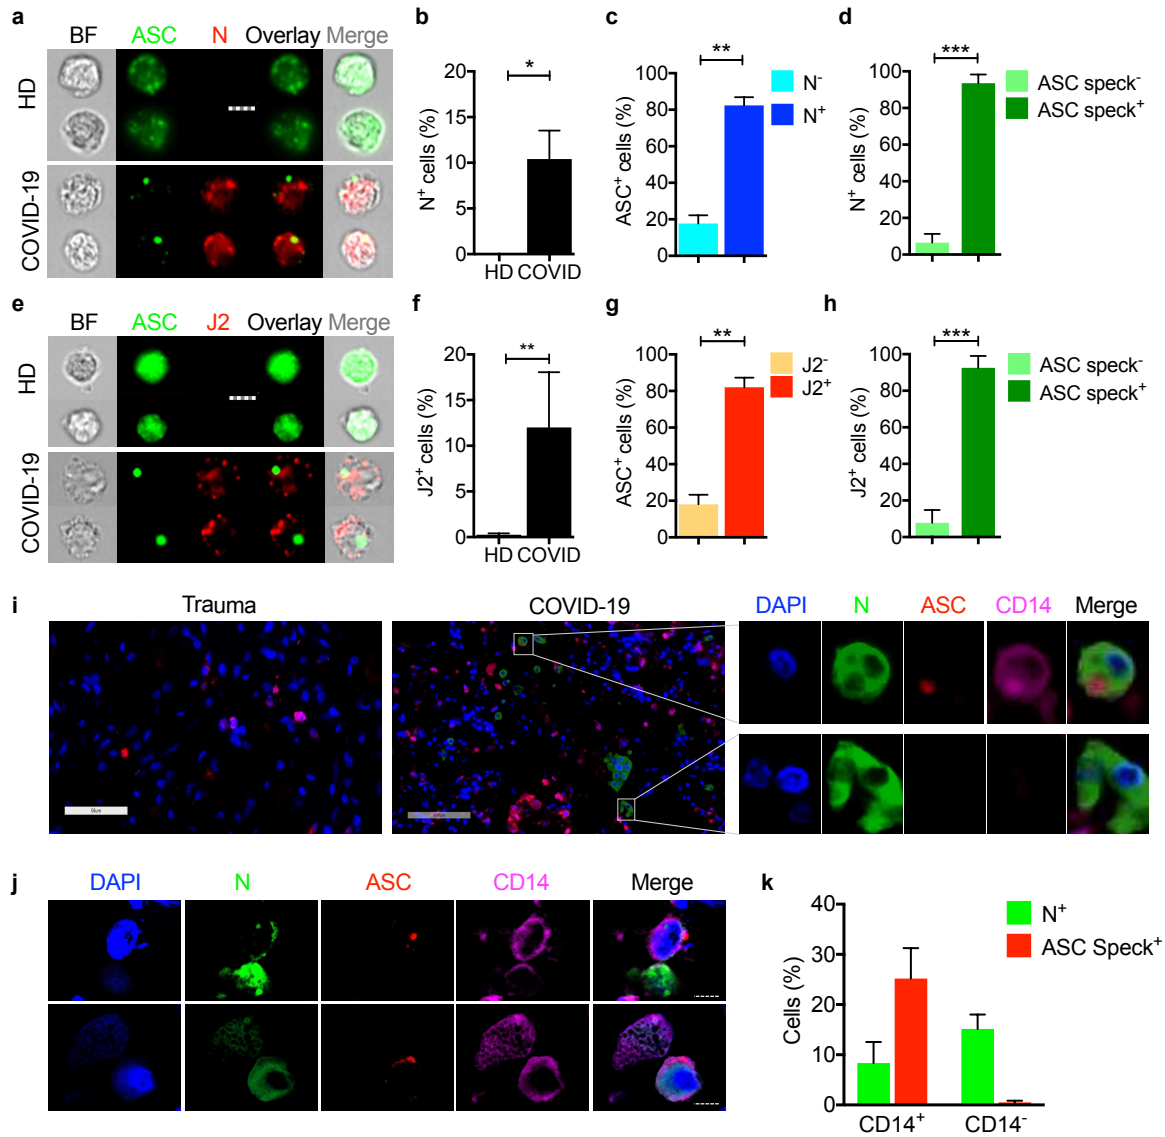 a
BF ASC N Overlay Merge
HD
COVID-19
b
N+ cells (%)
20
15
10
5
0
HD COVID
*
c
ASC+ cells (%)
100
80
60
40
20
0
**
N-
N+
d
N+ cells (%)
100
80
60
40
20
0
***
ASC speck-
ASC speck+
e
BF ASC J2 Overlay Merge
HD
COVID-19
f
J2+ cells (%)
20
15
10
5
0
HD COVID
**
g
ASC+ cells (%)
100
80
60
40
20
0
**
J2-
J2+
h
J2+ cells (%)
100
80
60
40
20
0
***
ASC speck-
ASC speck+
i
Trauma
COVID-19
DAPI N ASC CD14 Merge
j
DAPI N ASC CD14 Merge
k
Cells (%)
40
30
20
10
0
CD14+ CD14-
N+
ASC Speck+